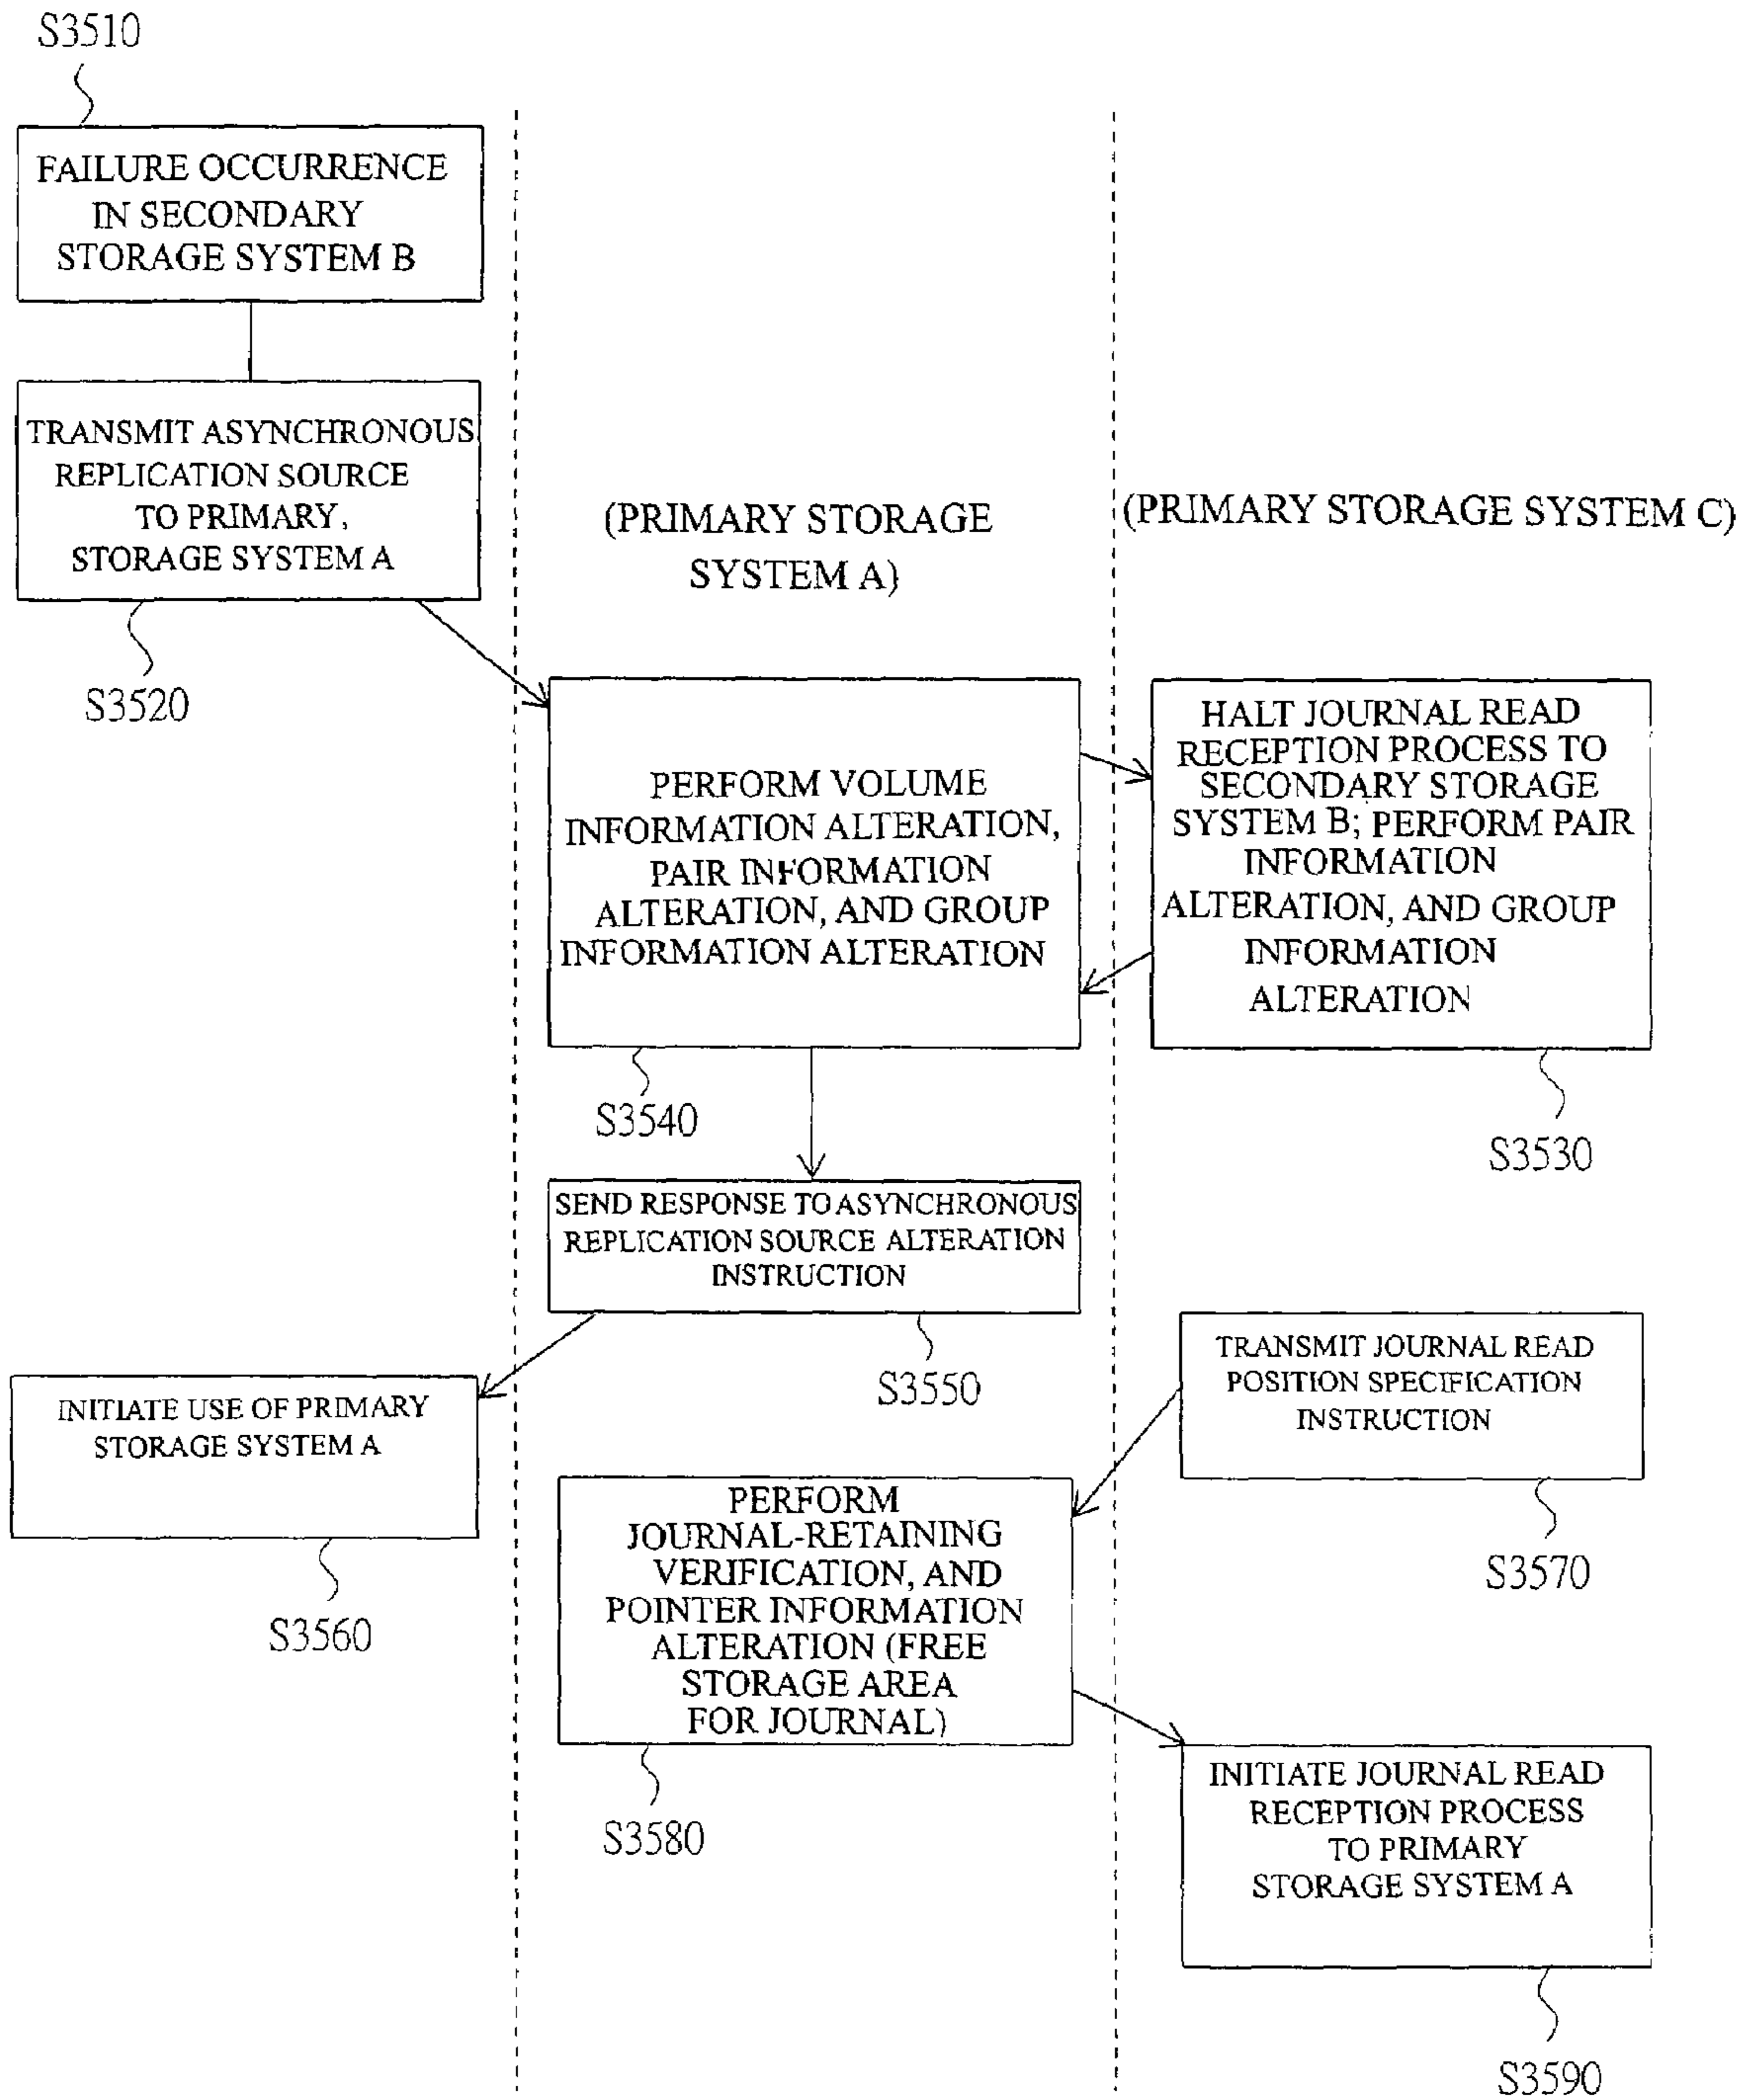 S3510
FAILURE OCCURRENCE
IN SECONDARY
STORAGE SYSTEM B
TRANSMIT ASYNCHRONOUS
REPLICATION SOURCE
TO PRIMARY,
STORAGE SYSTEM A
S3520
(PRIMARY STORAGE
SYSTEM A)
(PRIMARY STORAGE SYSTEM C)
PERFORM VOLUME
INFORMATION ALTERATION,
PAIR INFORMATION
ALTERATION, AND GROUP
INFORMATION ALTERATION
S3540
HALT JOURNAL READ
RECEPTION PROCESS TO
SECONDARY STORAGE
SYSTEM B; PERFORM PAIR
INFORMATION
ALTERATION, AND GROUP
INFORMATION
ALTERATION
S3530
SEND RESPONSE TO ASYNCHRONOUS
REPLICATION SOURCE ALTERATION
INSTRUCTION
S3550
INITIATE USE OF PRIMARY
STORAGE SYSTEM A
S3560
TRANSMIT JOURNAL READ
POSITION SPECIFICATION
INSTRUCTION
S3570
PERFORM
JOURNAL-RETAINING
VERIFICATION, AND
POINTER INFORMATION
ALTERATION (FREE
STORAGE AREA
FOR JOURNAL)
S3580
INITIATE JOURNAL READ
RECEPTION PROCESS
TO PRIMARY
STORAGE SYSTEM A
S3590